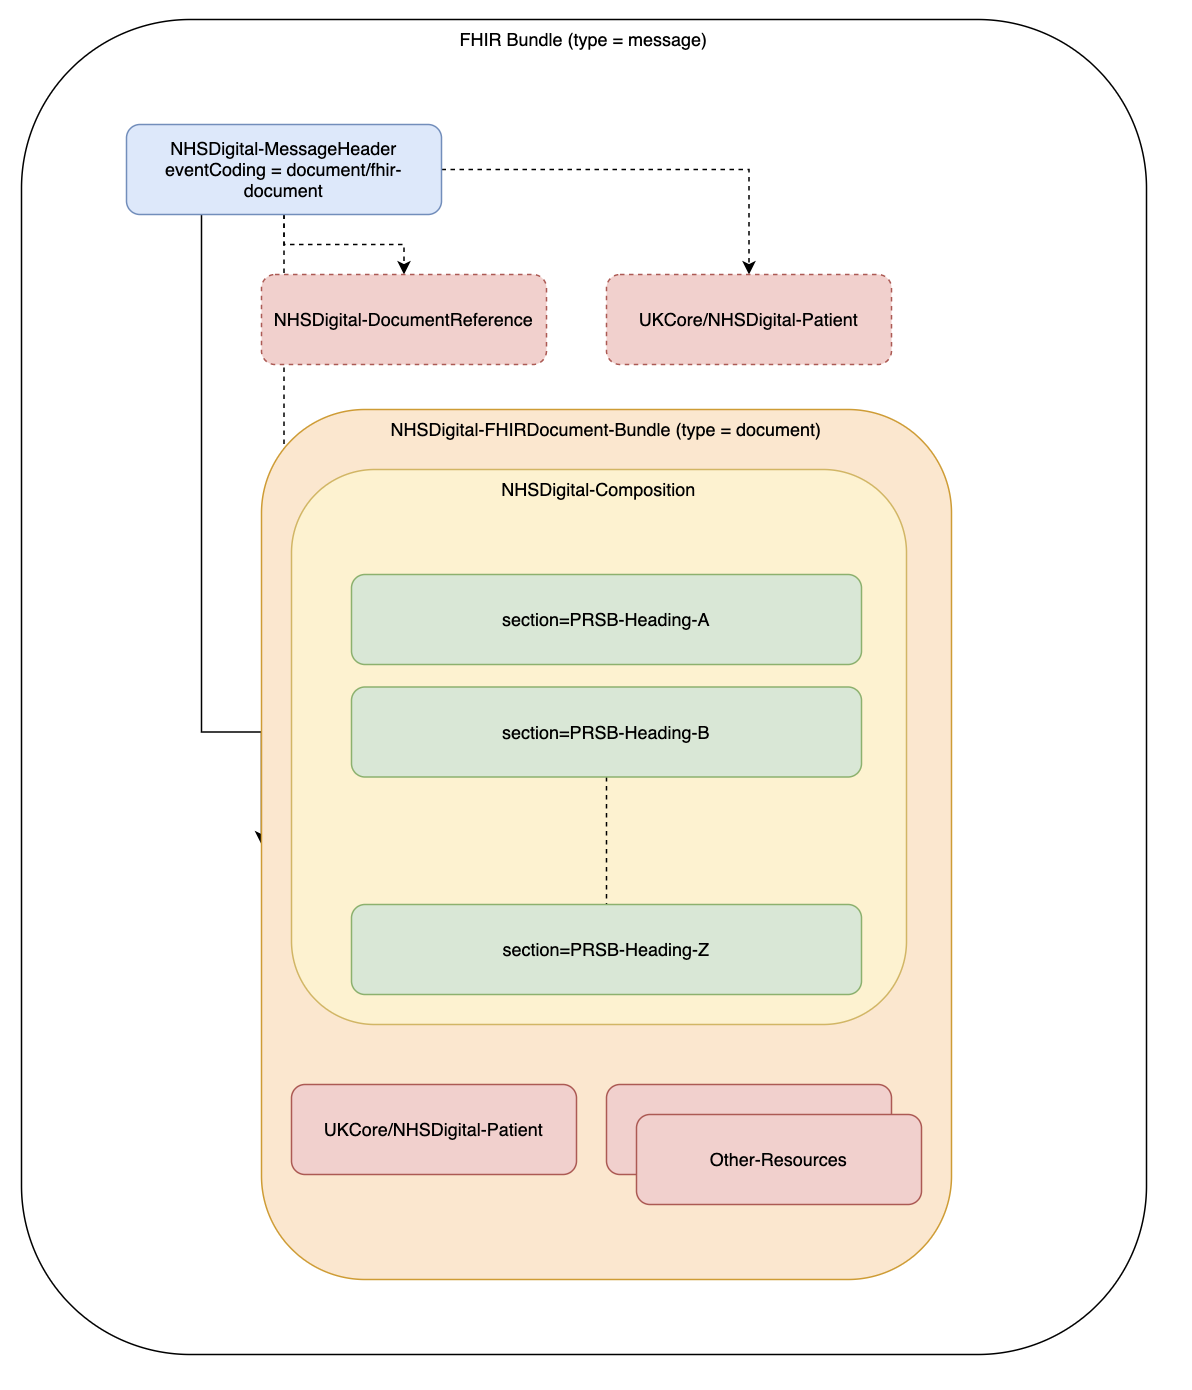 FHIR Bundle (type = message)
NHSDigital-MessageHeader
eventCoding = document/fhir-
document
NHSDigital-DocumentReference
UKCore/NHSDigital-Patient
NHSDigital-FHIRDocument-Bundle (type = document)
NHSDigital-Composition
section=PRSB-Heading-A
section=PRSB-Heading-B
section=PRSB-Heading-Z
UKCore/NHSDigital-Patient
Other-Resources